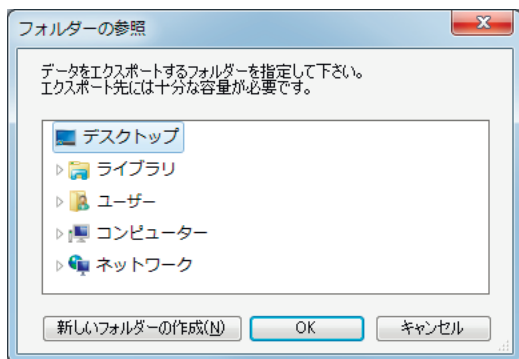 フォルダーの参照
データをエクスポートするフォルダーを指定して下さい。
エクスポート先には十分な容量が必要です。
デスクトップ
ライブラリ
ユーザー
コンピューター
ネットワーク
新しいフォルダーの作成(N) OK キャンセル